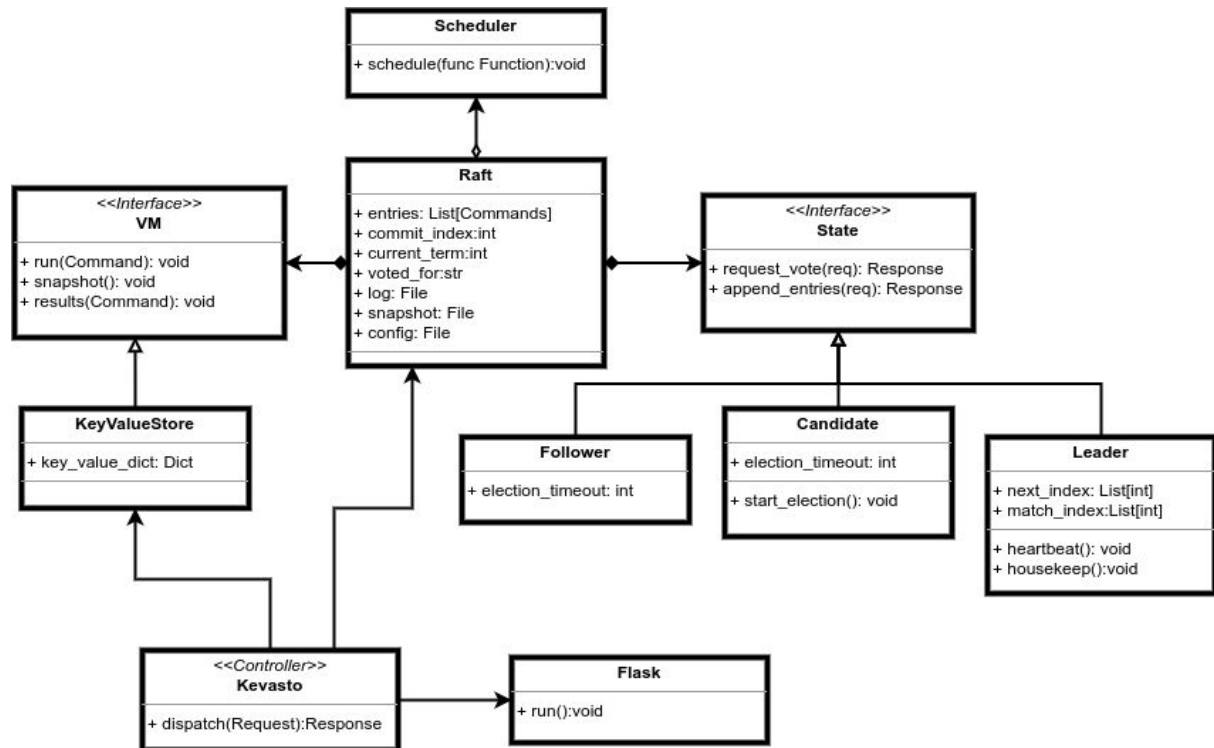 Scheduler
+ schedule(func Function):void
Raft
+ entries: List[Commands]
+ commit_index:int
+ current_term:int
+ voted_for:str
+ log: File
+ snapshot: File
+ config: File
<<Interface>>
VM
+ run(Command): void
+ snapshot(): void
+ results(Command): void
<<Interface>>
State
+ request_vote(req): Response
+ append_entries(req): Response
KeyValueStore
+ key_value_dict: Dict
Follower
+ election_timeout: int
Candidate
+ election_timeout: int
+ start_election(): void
Leader
+ next_index: List[int]
+ match_index:List[int]
+ heartbeat(): void
+ housekeep():void
<<Controller>>
Kevasto
+ dispatch(Request):Response
Flask
+ run():void